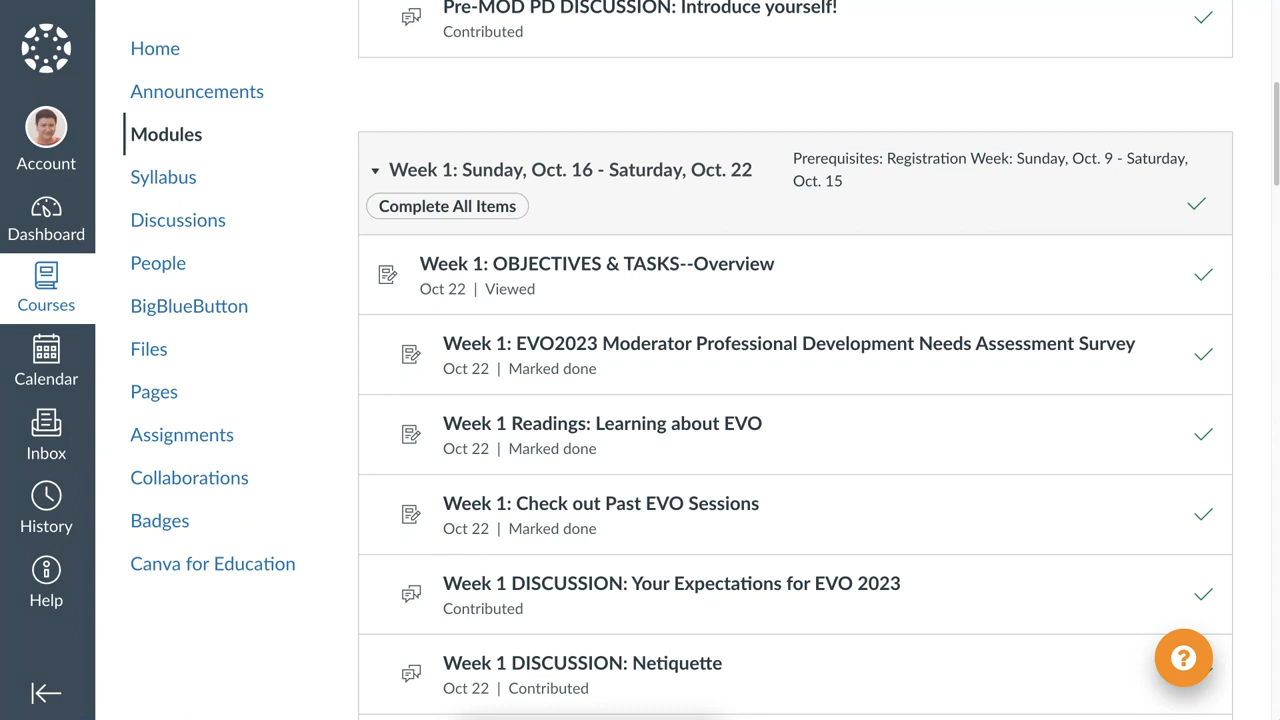 Account
Dashboard
Courses
Calendar
Inbox
History
Help
Home
Announcements
Modules
Syllabus
Discussions
People
BigBlueButton
Files
Pages
Assignments
Collaborations
Badges
Canva for Education
Pre-MOD PD DISCUSSION: Introduce yourself!
Contributed
Week 1: Sunday, Oct. 16 - Saturday, Oct. 22
Prerequisites: Registration Week: Sunday, Oct. 9 - Saturday,
Oct. 15
Complete All Items
Week 1: OBJECTIVES & TASKS--Overview
Oct 22 | Viewed
Week 1: EVO2023 Moderator Professional Development Needs Assessment Survey
Oct 22 | Marked done
Week 1 Readings: Learning about EVO
Oct 22 | Marked done
Week 1: Check out Past EVO Sessions
Oct 22 | Marked done
Week 1 DISCUSSION: Your Expectations for EVO 2023
Contributed
Week 1 DISCUSSION: Netiquette
Oct 22 | Contributed
?